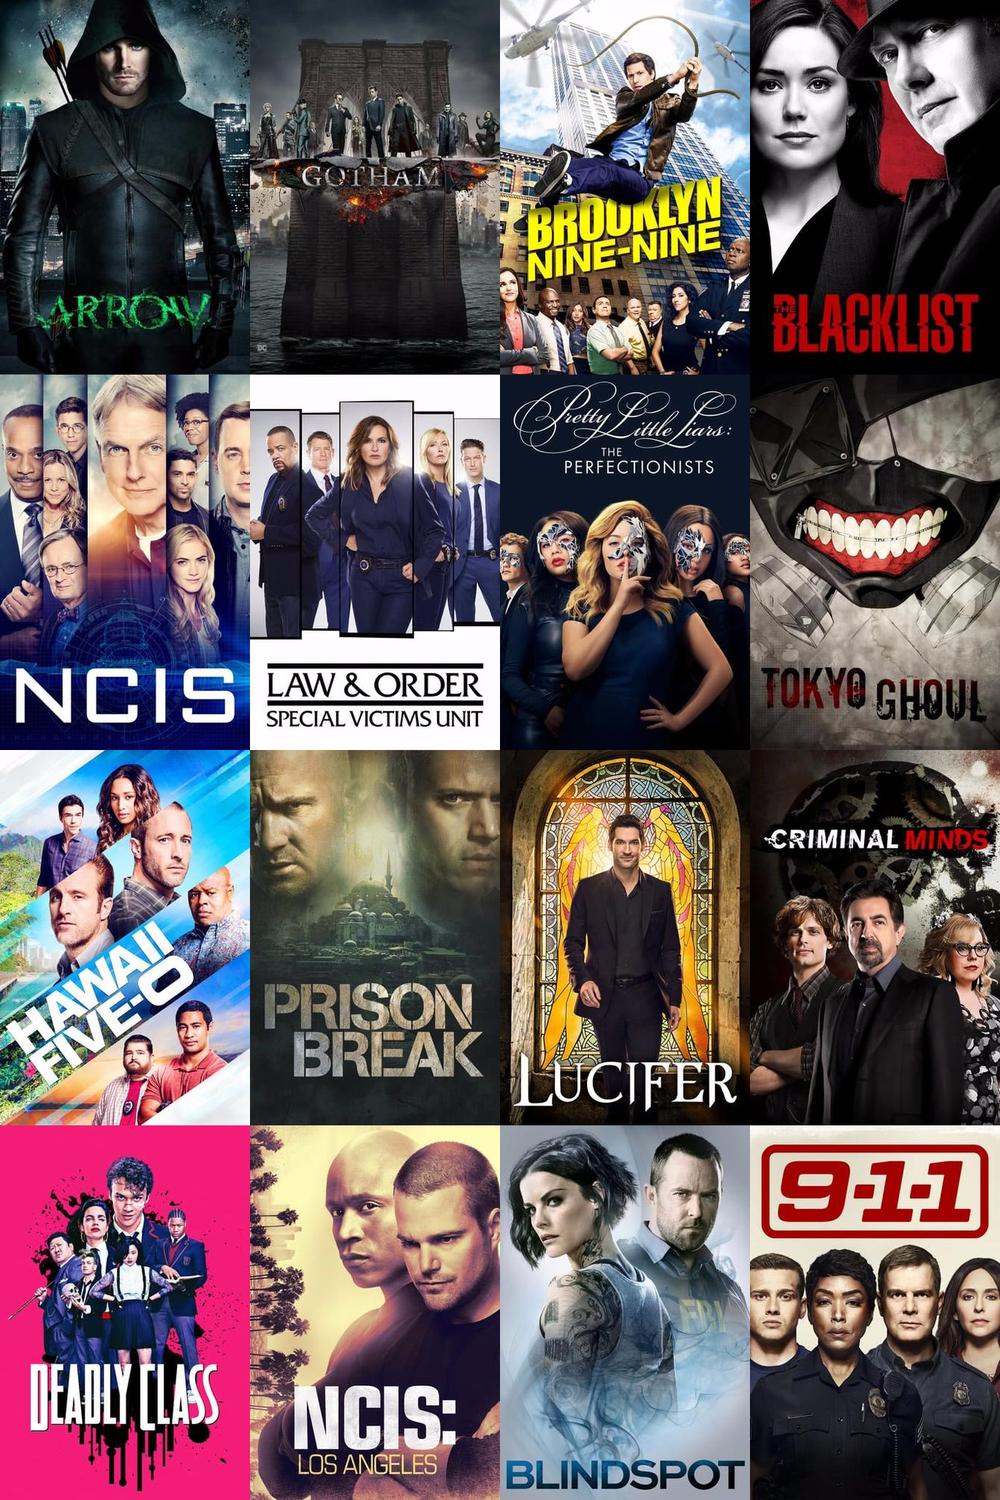 ARROW
GOTHAM
DC
BROOKLYN
NINE-NINE
THE
BLACKLIST
NCIS
LAW & ORDER
SPECIAL VICTIMS UNIT
Pretty Little Liars:
THE
PERFECTIONISTS
TOKYO GHOUL
HAWAII
FIVE-O
PRISON
BREAK
LUCIFER
CRIMINAL MINDS
DEADLY CLASS
NCIS:
LOS ANGELES
BLINDSPOT
FBI
9-1-1